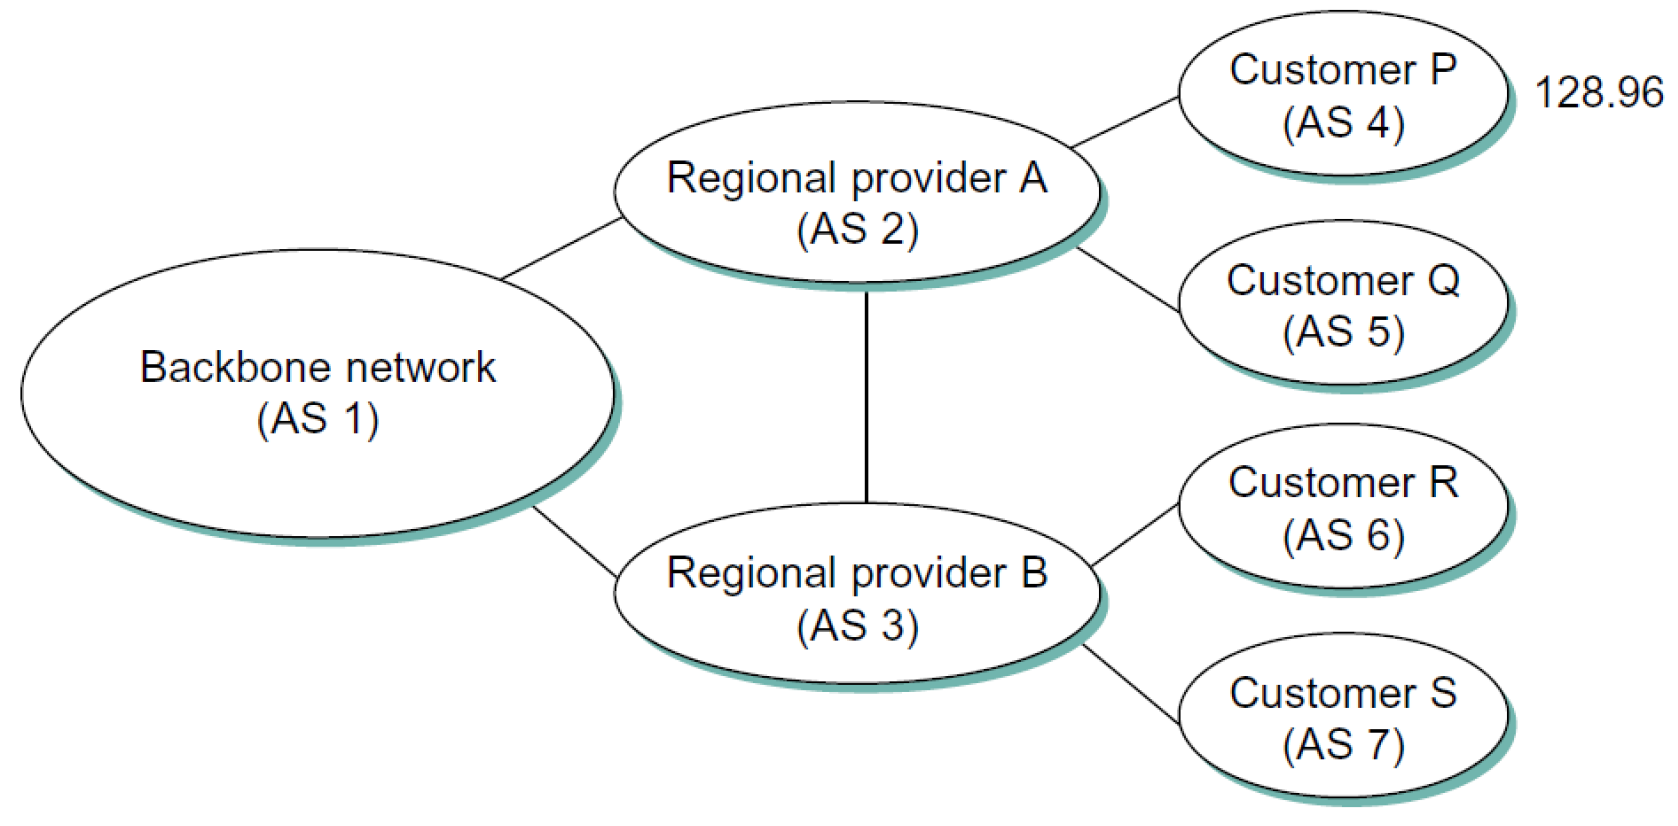 Customer P
(AS 4)
128.96
Regional provider A
(AS 2)
Customer Q
(AS 5)
Backbone network
(AS 1)
Customer R
(AS 6)
Regional provider B
(AS 3)
Customer S
(AS 7)